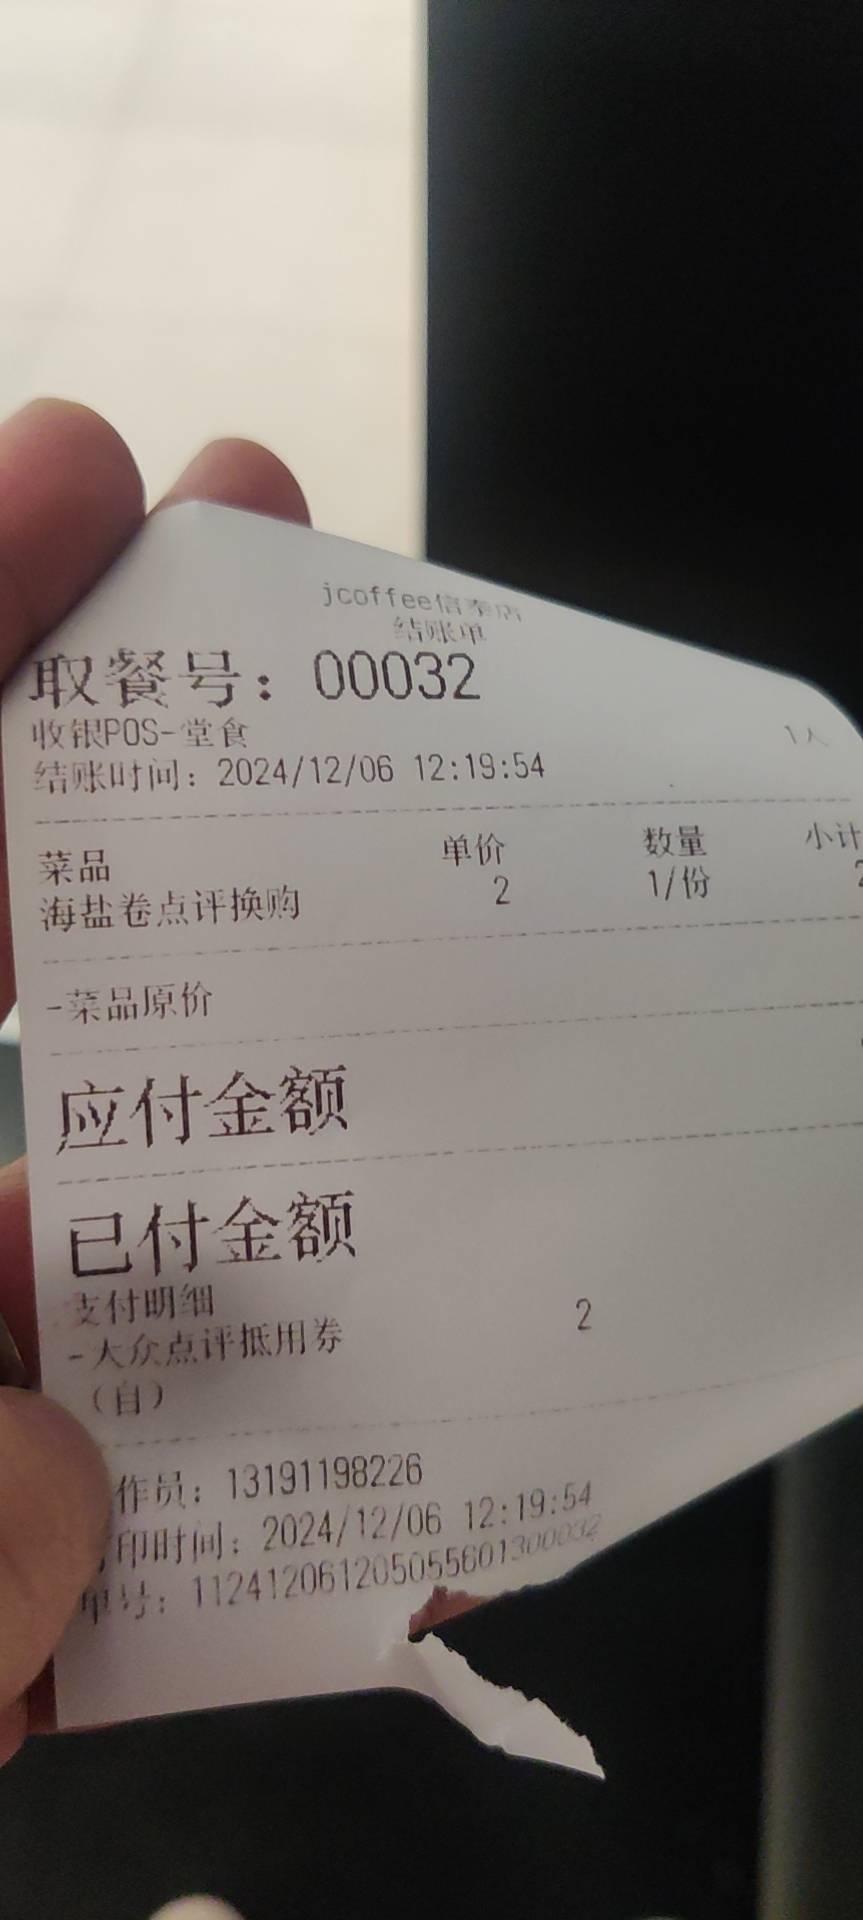 jcoffee信泰店
结账单
取餐号：00032
收银POS-堂食 1人
结账时间：2024/12/06 12:19:54
菜品 单价 数量 小计
海盐卷点评换购 2 1/份 2
-菜品原价
应付金额
已付金额
支付明细
-大众点评抵用券 2
（自）
作员：13191198226
印时间：2024/12/06 12:19:54
单号：11241206120505560130​0032